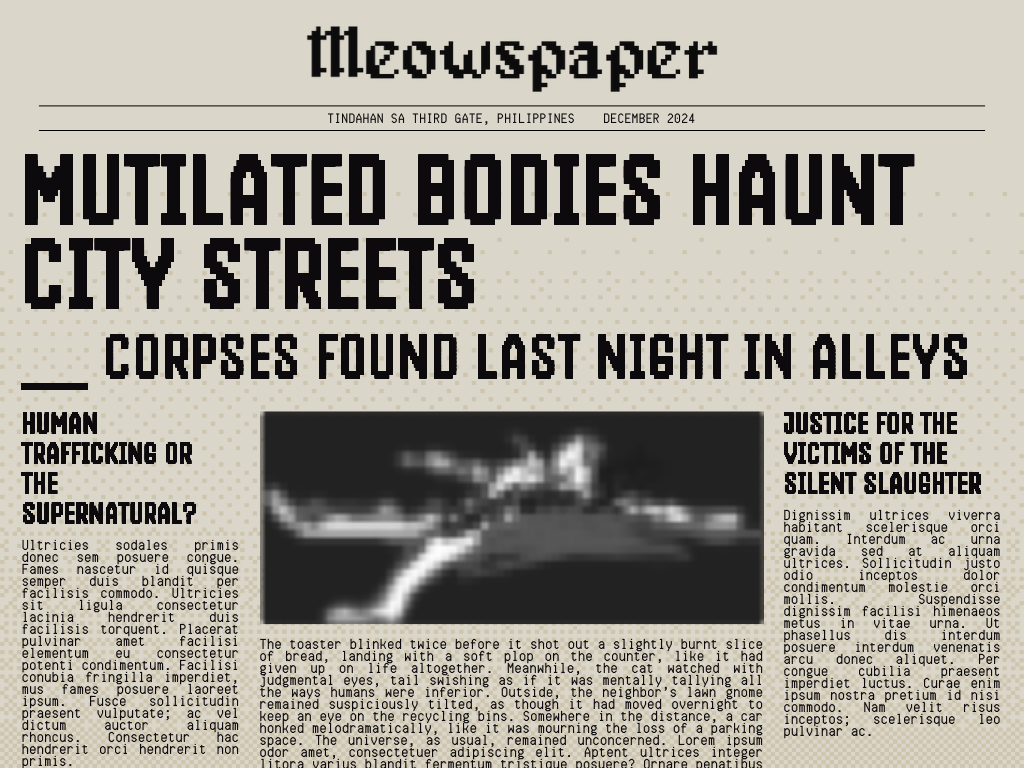 Meowspaper
TINDAHAN SA THIRD GATE, PHILIPPINES DECEMBER 2024
MUTILATED BODIES HAUNT
CITY STREETS
__ CORPSES FOUND LAST NIGHT IN ALLEYS
HUMAN
TRAFFICKING OR
THE
SUPERNATURAL?
Ultricies sodales primis
donec sem posuere congue.
Fames nascetur id quisque
semper duis blandit per
facilisis commodo. Ultricies
sit ligula consectetur
lacinia hendrerit duis
facilisis torquent. Placerat
pulvinar amet facilisi
elementum eu consectetur
potenti condimentum. Facilisi
conubia fringilla imperdiet,
mus fames posuere laoreet
ipsum. Fusce sollicitudin
praesent vulputate; ac vel
dictum auctor aliquam
rhoncus. Consectetur hac
hendrerit orci hendrerit non
primis.
The toaster blinked twice before it shot out a slightly burnt slice
of bread, landing with a soft plop on the counter, like it had
given up on life altogether. Meanwhile, the cat watched with
judgmental eyes, tail swishing as if it was mentally tallying all
the ways humans were inferior. Outside, the neighbor's lawn gnome
remained suspiciously tilted, as though it had moved overnight to
keep an eye on the recycling bins. Somewhere in the distance, a car
honked melodramatically, like it was mourning the loss of a parking
space. The universe, as usual, remained unconcerned. Lorem ipsum
odor amet, consectetuer adipiscing elit. Aptent ultrices integer
litora varius blandit fermentum tristique posuere? Ornare penatibus
JUSTICE FOR THE
VICTIMS OF THE
SILENT SLAUGHTER
Dignissim ultrices viverra
habitant scelerisque orci
quam. Interdum ac urna
gravida sed at aliquam
ultrices. Sollicitudin justo
odio inceptos dolor
condimentum molestie orci
mollis. Suspendisse
dignissim facilisi himenaeos
metus in vitae urna. Ut
phasellus dis interdum
posuere interdum venenatis
arcu donec aliquet. Per
congue cubilia praesent
imperdiet luctus. Curae enim
ipsum nostra pretium id nisi
commodo. Nam velit risus
inceptos; scelerisque leo
pulvinar ac.